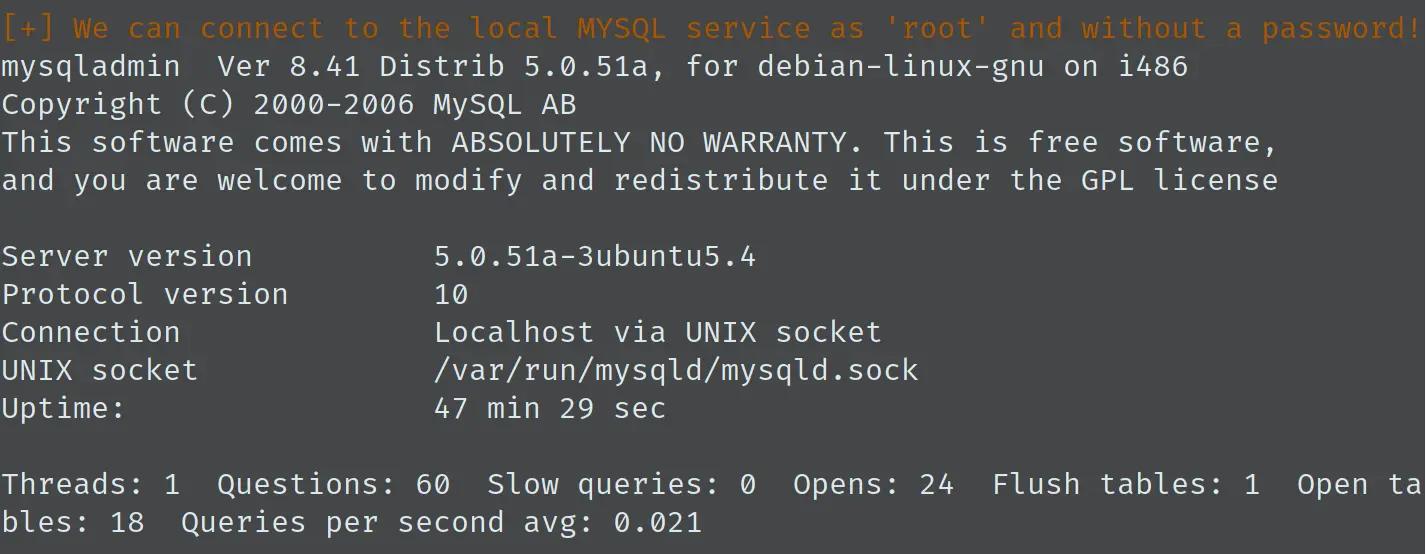 [+] We can connect to the local MYSQL service as 'root' and without a password!
mysqladmin  Ver 8.41 Distrib 5.0.51a, for debian-linux-gnu on i486
Copyright (C) 2000-2006 MySQL AB
This software comes with ABSOLUTELY NO WARRANTY. This is free software,
and you are welcome to modify and redistribute it under the GPL license

Server version          5.0.51a-3ubuntu5.4
Protocol version        10
Connection              Localhost via UNIX socket
UNIX socket             /var/run/mysqld/mysqld.sock
Uptime:                 47 min 29 sec

Threads: 1  Questions: 60  Slow queries: 0  Opens: 24  Flush tables: 1  Open ta
bles: 18  Queries per second avg: 0.021